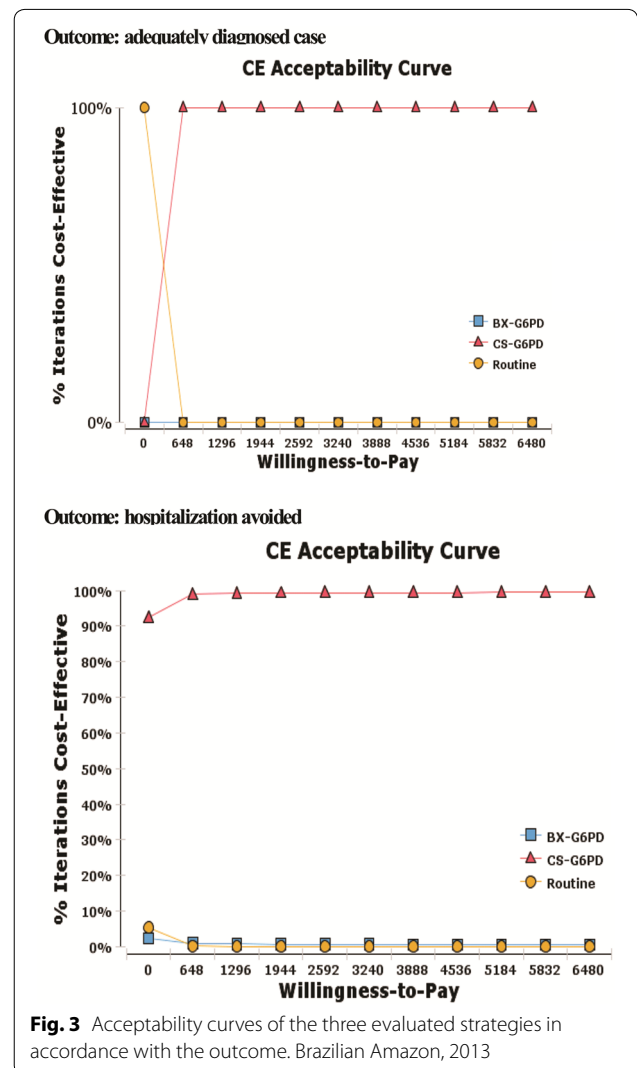 Outcome: adequately diagnosed case
CE Acceptability Curve
% Iterations Cost-Effective
100%
0%
BX-G6PD
CS-G6PD
Routine
0 648 1296 1944 2592 3240 3888 4536 5184 5832 6480
Willingness-to-Pay
Outcome: hospitalization avoided
CE Acceptability Curve
% Iterations Cost-Effective
100%
90%
80%
70%
60%
50%
40%
30%
20%
10%
0%
BX-G6PD
CS-G6PD
Routine
0 648 1296 1944 2592 3240 3888 4536 5184 5832 6480
Willingness-to-Pay
Fig. 3 Acceptability curves of the three evaluated strategies in
accordance with the outcome. Brazilian Amazon, 2013